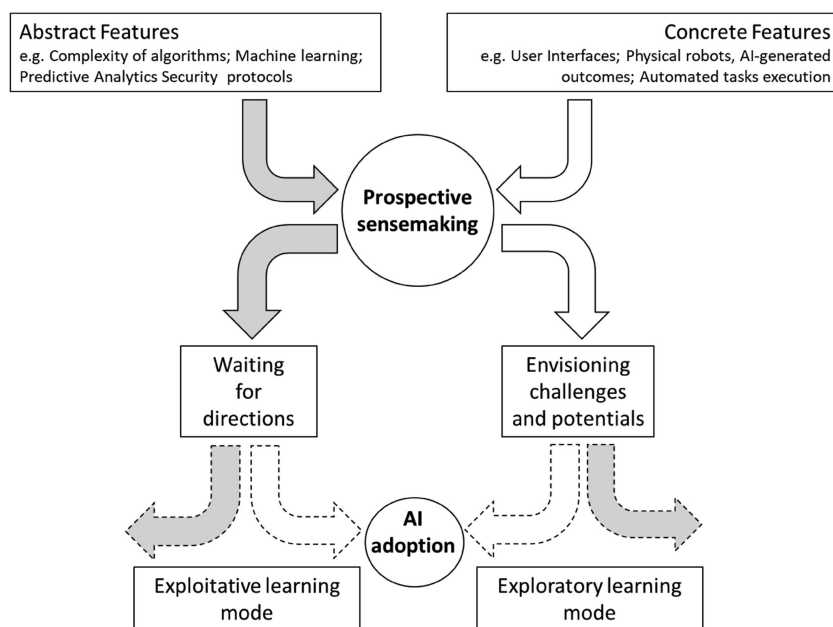 Abstract Features
e.g. Complexity of algorithms; Machine learning;
Predictive Analytics Security protocols
Concrete Features
e.g. User Interfaces; Physical robots, AI-generated
outcomes; Automated tasks execution
Prospective
sensemaking
Waiting
for
directions
Envisioning
challenges
and potentials
AI
adoption
Exploitative learning
mode
Exploratory learning
mode